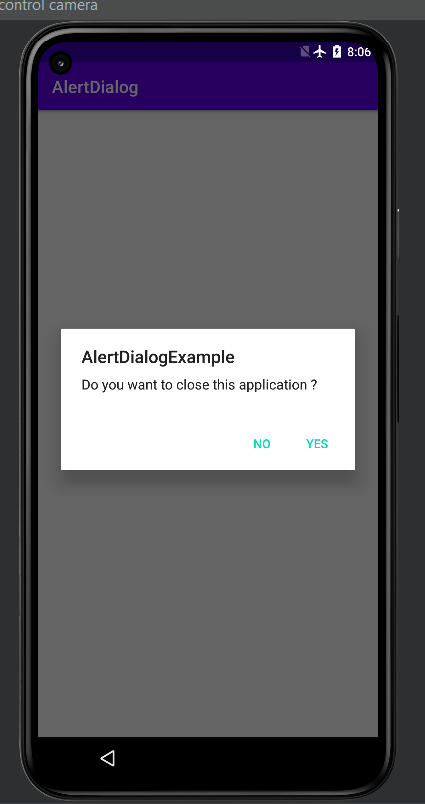 control camera
8:06
AlertDialog
AlertDialogExample
Do you want to close this application ?
NO YES